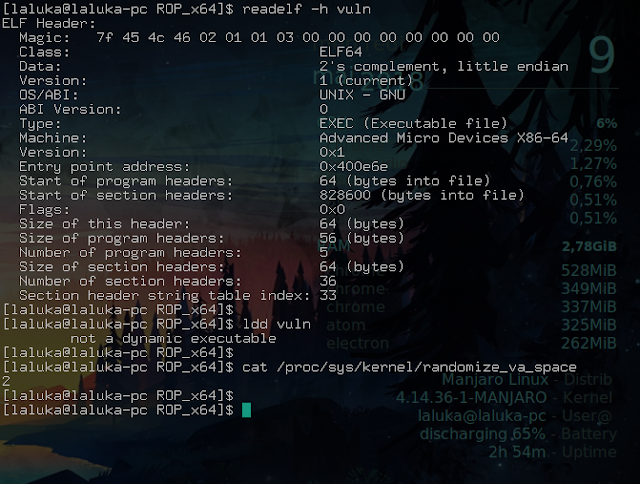 [laluka@laluka-pc ROP_x64]$ readelf -h vuln
ELF Header:
Magic: 7f 45 4c 46 02 01 01 03 00 00 00 00 00 00 00 00
Class: ELF64
Data: 2's complement, little endian
Version: 1 (current)
OS/ABI: UNIX - GNU
ABI Version: 0
Type: EXEC (Executable file)
Machine: Advanced Micro Devices X86-64
Version: 0x1
Entry point address: 0x400e6e
Start of program headers: 64 (bytes into file)
Start of section headers: 828600 (bytes into file)
Flags: 0x0
Size of this header: 64 (bytes)
Size of program headers: 56 (bytes)
Number of program headers: 5
Size of section headers: 64 (bytes)
Number of section headers: 36
Section header string table index: 33
[laluka@laluka-pc ROP_x64]$
[laluka@laluka-pc ROP_x64]$ ldd vuln
not a dynamic executable
[laluka@laluka-pc ROP_x64]$
[laluka@laluka-pc ROP_x64]$ cat /proc/sys/kernel/randomize_va_space
2
[laluka@laluka-pc ROP_x64]$
[laluka@laluka-pc ROP_x64]$
9
6%
2,29%
1,27%
0,76%
0,51%
0,51%
RAM 2,78GiB
chrome 528MiB
chrome 349MiB
chrome 337MiB
atom 325MiB
electron 262MiB
Manjaro Linux - Distrib
4.14.36-1-MANJARO - Kernel
laluka@laluka-pc - User@
discharging 65% - Battery
2h 54m - Uptime